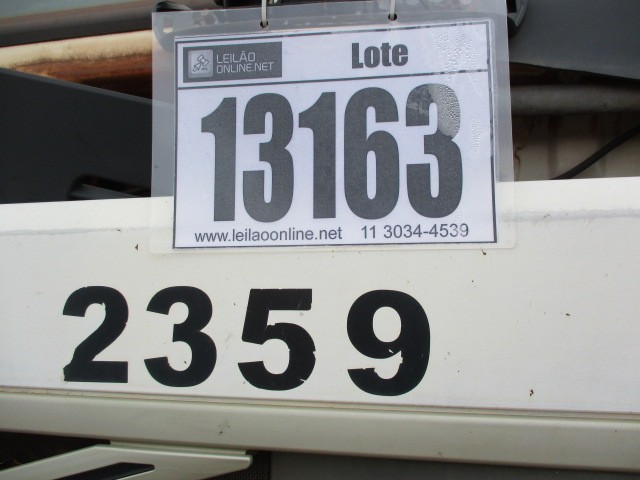 LEILÃO
ONLINE.NET
Lote
13163
www.leilaoonline.net 11 3034-4539
2359